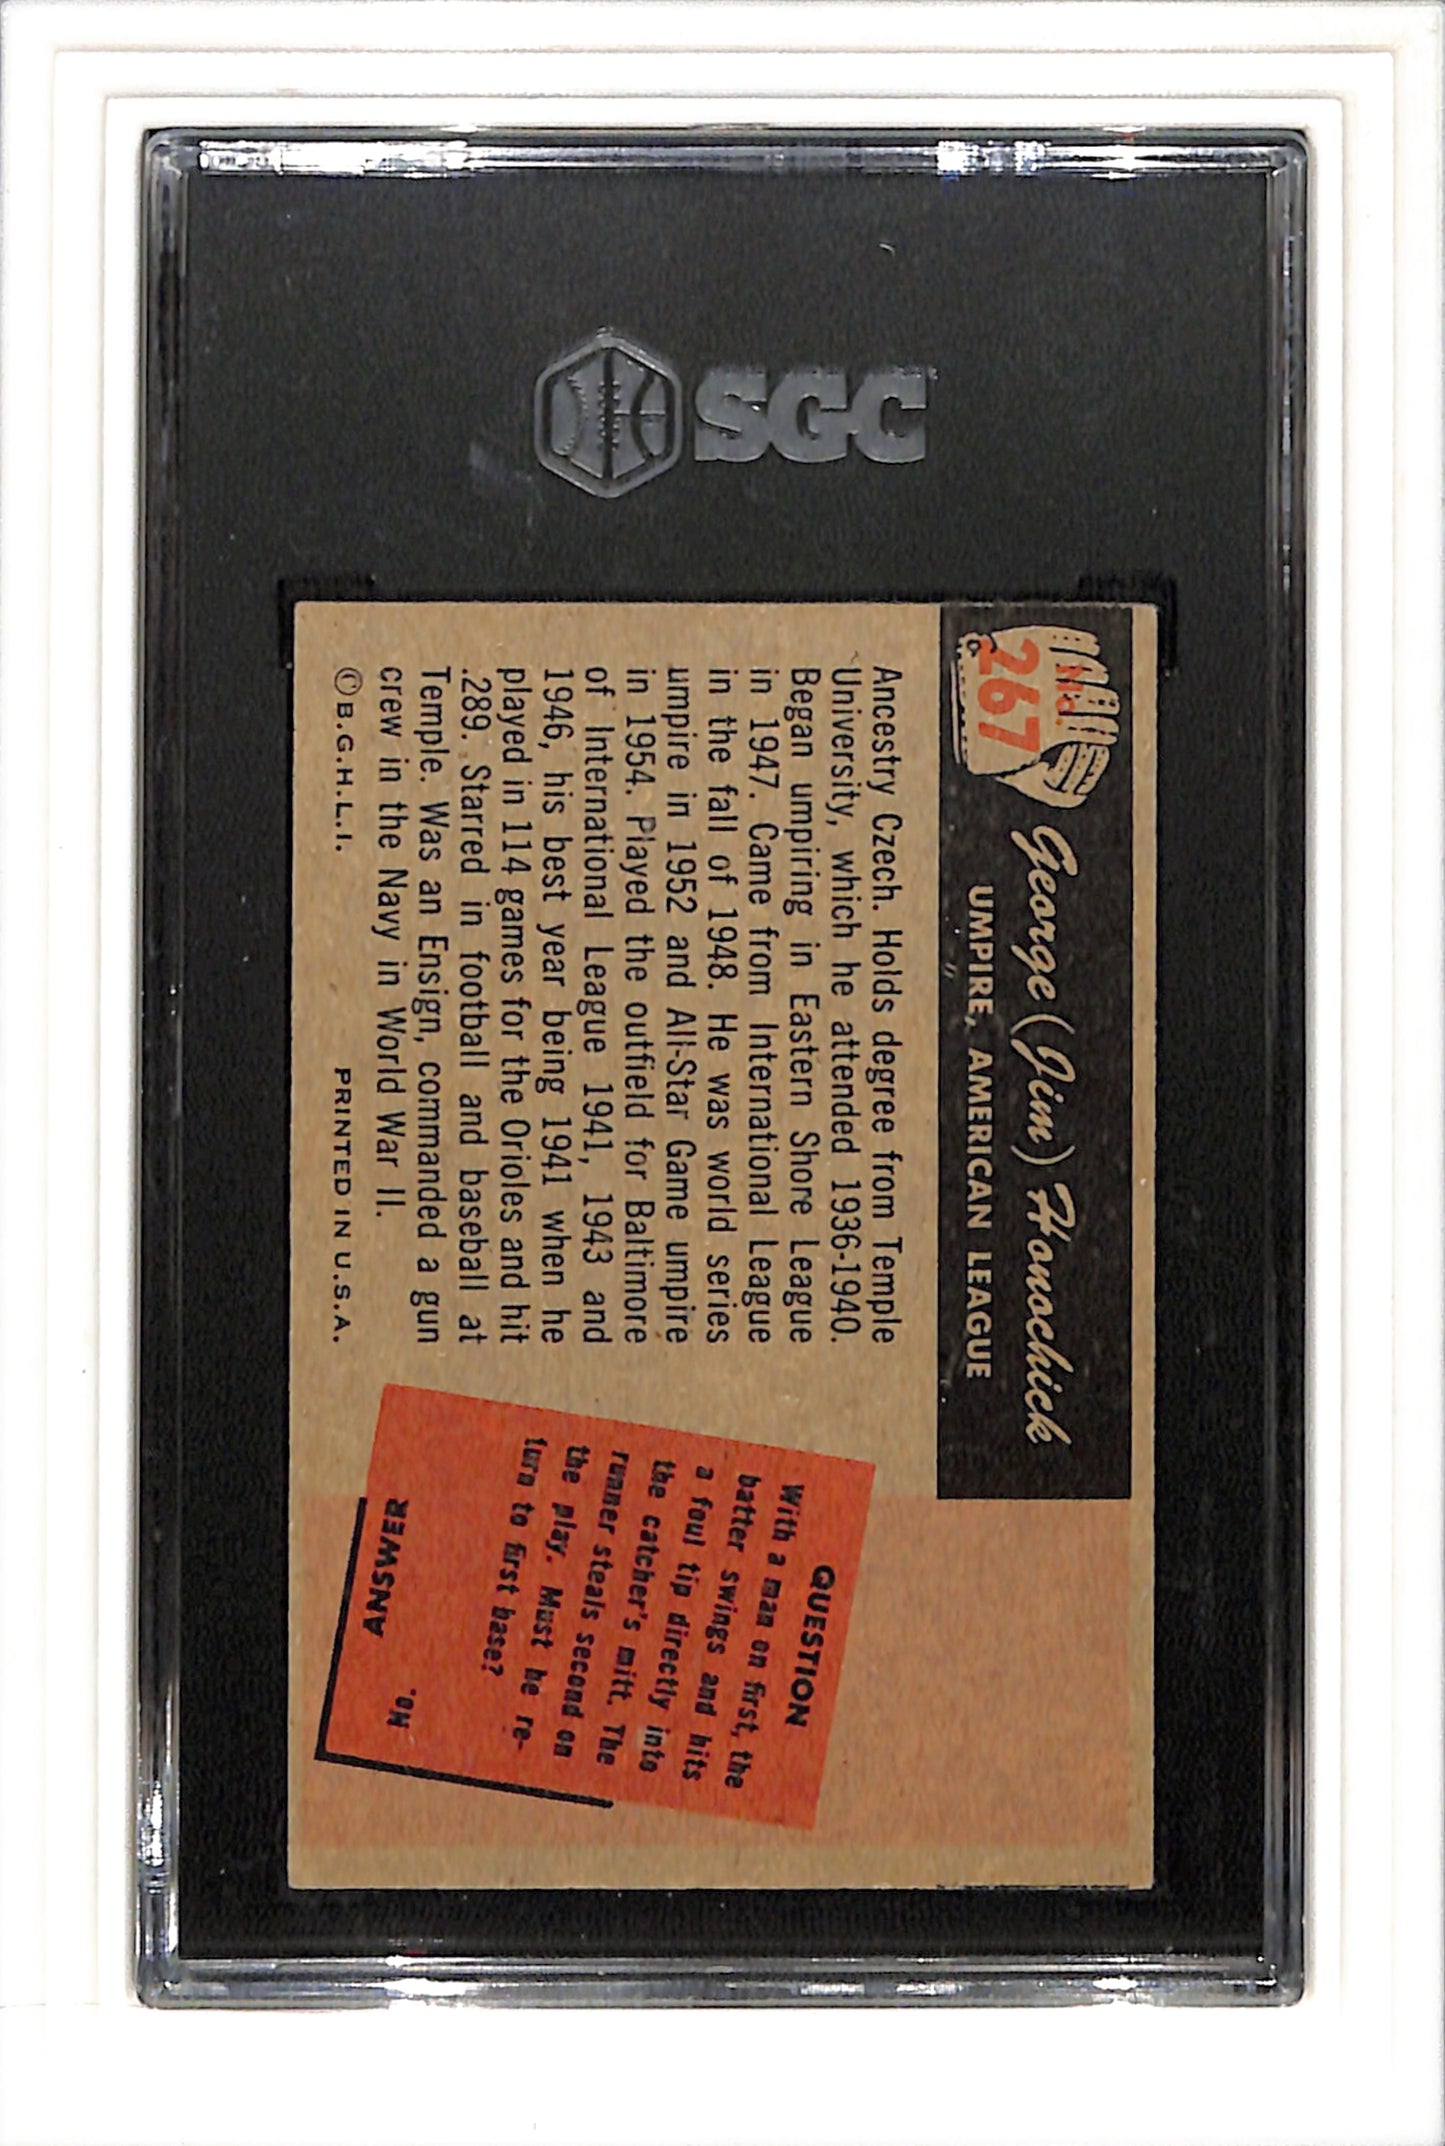 SGC
No.
267
George (Jim) Honochick
UMPIRE, AMERICAN LEAGUE
Ancestry Czech. Holds degree from Temple
University, which he attended 1936-1940.
Began umpiring in Eastern Shore League
in 1947. Came from International League
in the fall of 1948. He was world series
umpire in 1952 and All-Star Game umpire
in 1954. Played the outfield for Baltimore
of International League 1941, 1943 and
1946, his best year being 1941 when he
played in 114 games for the Orioles and hit
.289. Starred in football and baseball at
Temple. Was an Ensign, commanded a gun
crew in the Navy in World War II.
©B.G.H.L.I. PRINTED IN U.S.A.
QUESTION
With a man on first, the
batter swings and hits
a foul tip directly into
the catcher's mitt. The
runner steals second on
the play. Must he re-
turn to first base?
ANSWER
No.